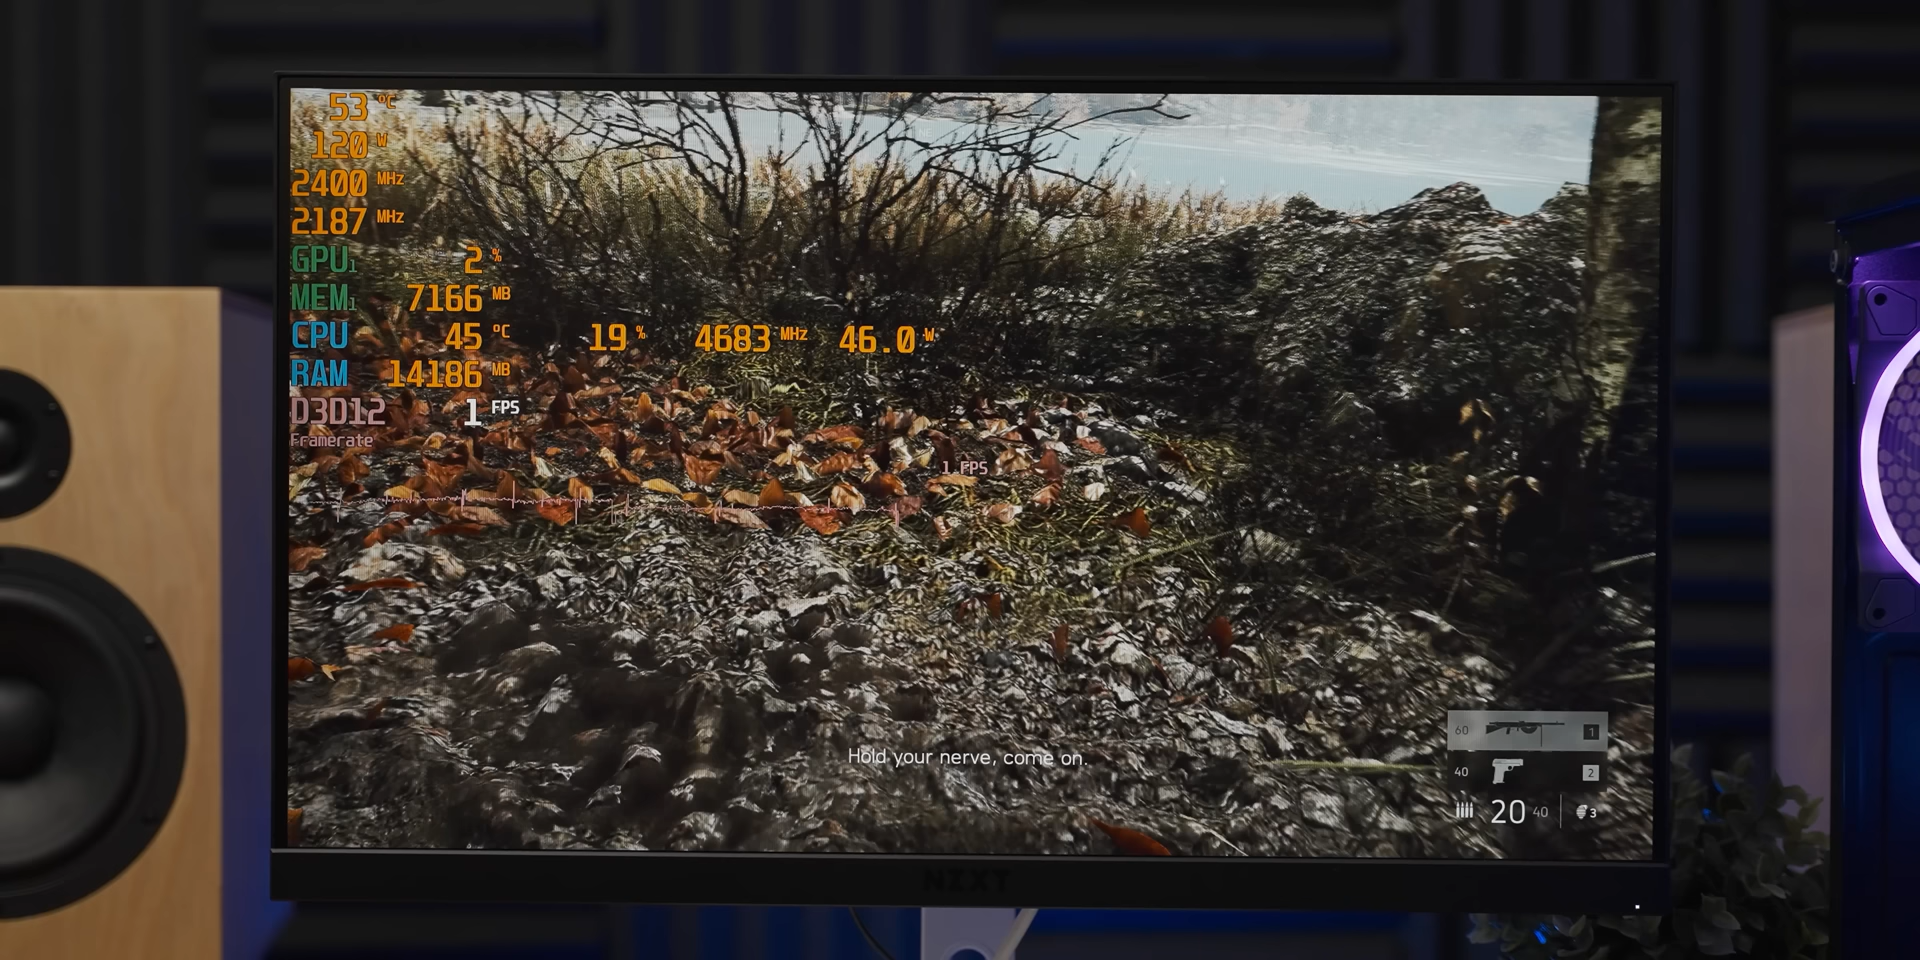 53 °C
120 W
2400 MHz
2187 MHz
GPU1 2 %
MEM1 7166 MB
CPU 45 °C 19 % 4683 MHz 46.0 W
RAM 14186 MB
D3D12 1 FPS
Framerate
1 FPS
Hold your nerve, come on.
60 1
40 2
20 40 3
NZXT